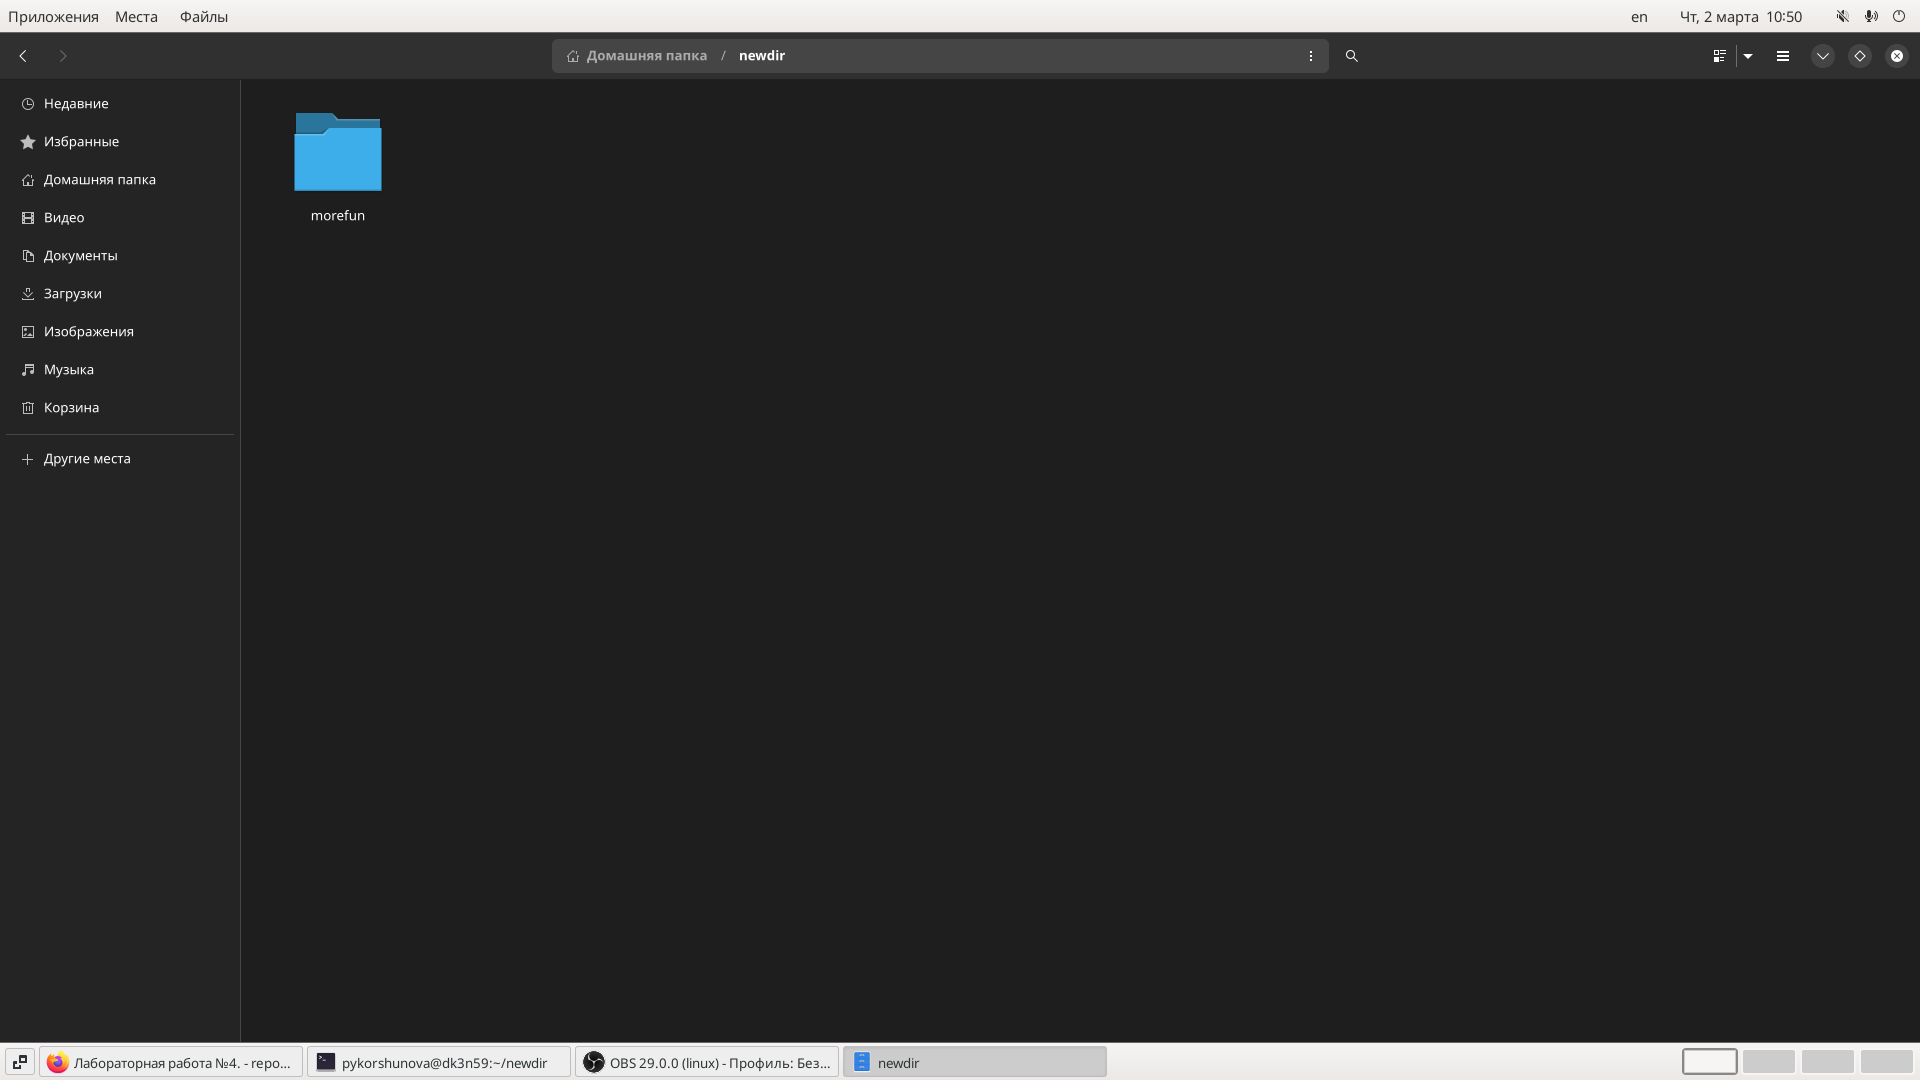 Приложения Места Файлы en Чт, 2 марта 10:50
Домашняя папка / newdir
Недавние
Избранные
Домашняя папка
Видео
Документы
Загрузки
Изображения
Музыка
Корзина
Другие места
morefun
Лабораторная работа №4. - repo... pykorshunova@dk3n59:~/newdir OBS 29.0.0 (linux) - Профиль: Без... newdir